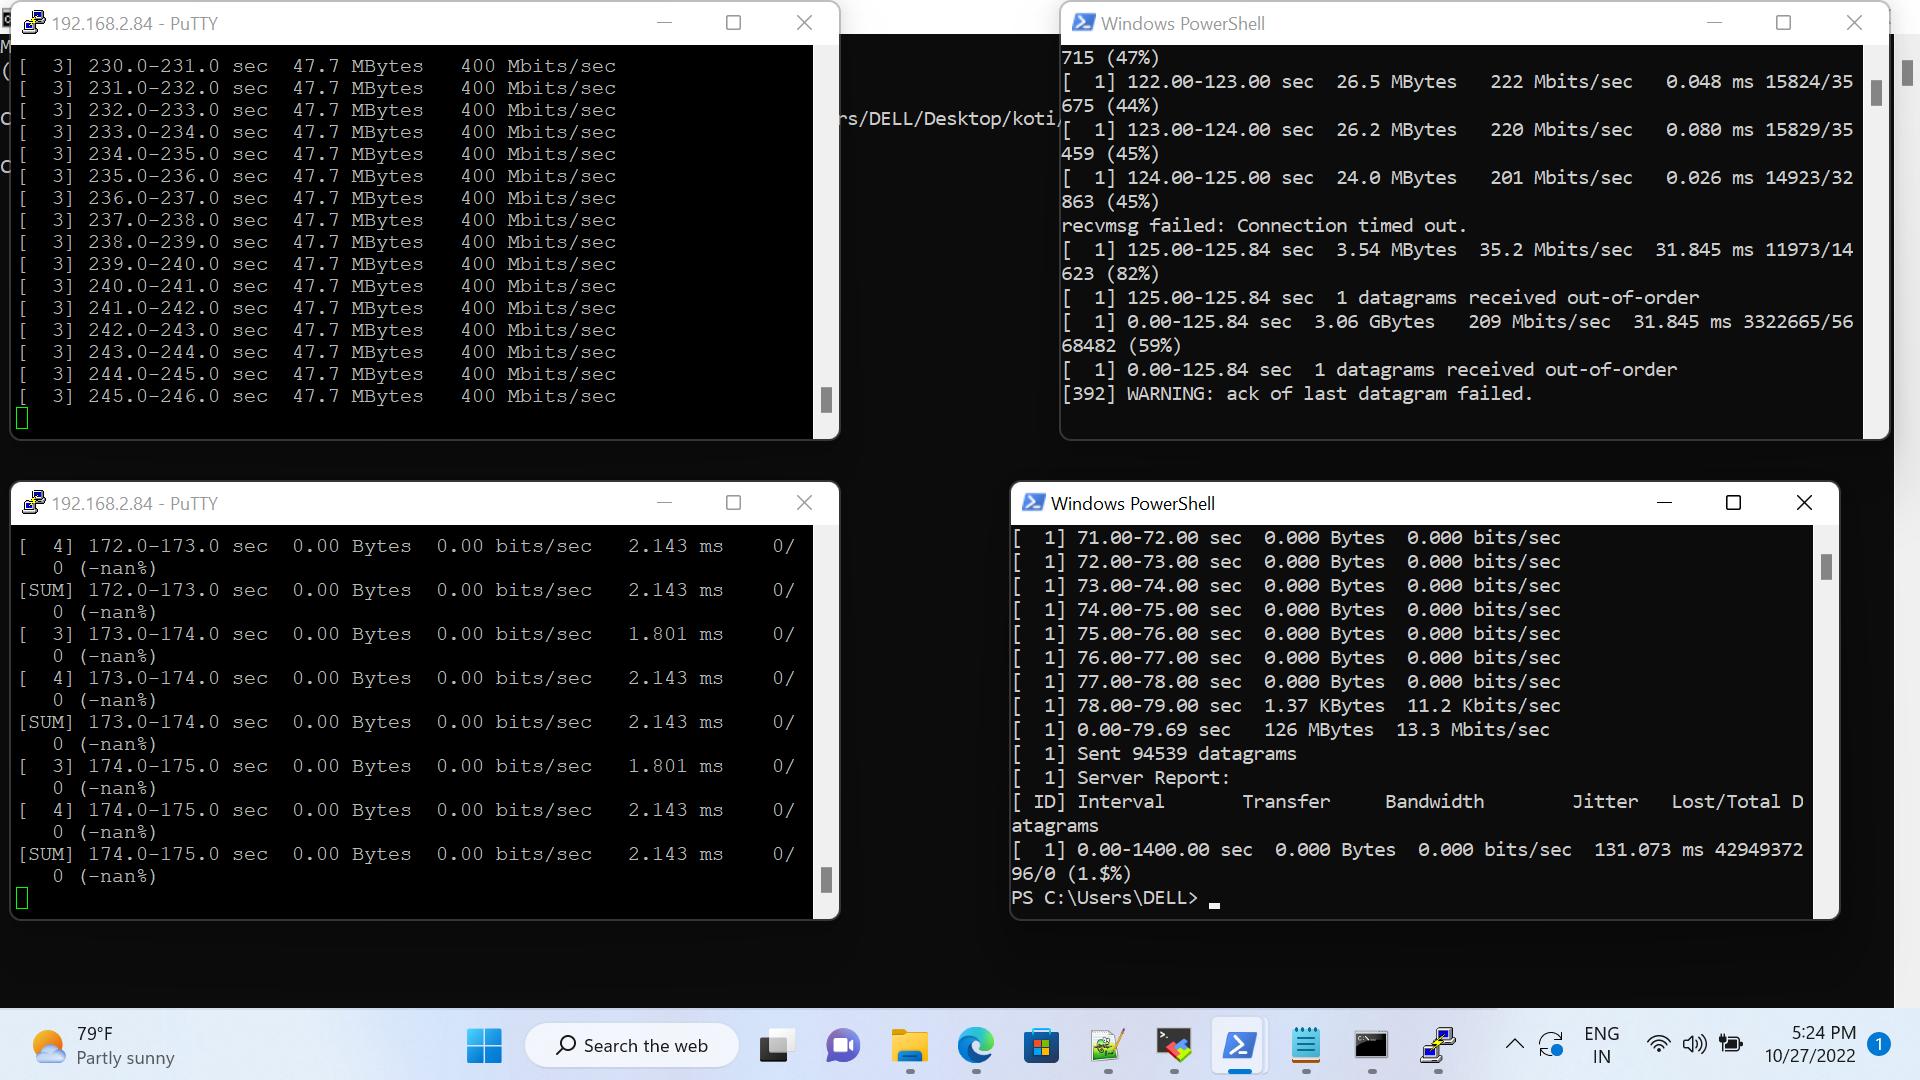 192.168.2.84 - PuTTY
[  3] 230.0-231.0 sec  47.7 MBytes   400 Mbits/sec
[  3] 231.0-232.0 sec  47.7 MBytes   400 Mbits/sec
[  3] 232.0-233.0 sec  47.7 MBytes   400 Mbits/sec
[  3] 233.0-234.0 sec  47.7 MBytes   400 Mbits/sec
[  3] 234.0-235.0 sec  47.7 MBytes   400 Mbits/sec
[  3] 235.0-236.0 sec  47.7 MBytes   400 Mbits/sec
[  3] 236.0-237.0 sec  47.7 MBytes   400 Mbits/sec
[  3] 237.0-238.0 sec  47.7 MBytes   400 Mbits/sec
[  3] 238.0-239.0 sec  47.7 MBytes   400 Mbits/sec
[  3] 239.0-240.0 sec  47.7 MBytes   400 Mbits/sec
[  3] 240.0-241.0 sec  47.7 MBytes   400 Mbits/sec
[  3] 241.0-242.0 sec  47.7 MBytes   400 Mbits/sec
[  3] 242.0-243.0 sec  47.7 MBytes   400 Mbits/sec
[  3] 243.0-244.0 sec  47.7 MBytes   400 Mbits/sec
[  3] 244.0-245.0 sec  47.7 MBytes   400 Mbits/sec
[  3] 245.0-246.0 sec  47.7 MBytes   400 Mbits/sec
rs/DELL/Desktop/koti/
Windows PowerShell
715 (47%)
[  1] 122.00-123.00 sec  26.5 MBytes   222 Mbits/sec   0.048 ms 15824/35
675 (44%)
[  1] 123.00-124.00 sec  26.2 MBytes   220 Mbits/sec   0.080 ms 15829/35
459 (45%)
[  1] 124.00-125.00 sec  24.0 MBytes   201 Mbits/sec   0.026 ms 14923/32
863 (45%)
recvmsg failed: Connection timed out.
[  1] 125.00-125.84 sec  3.54 MBytes  35.2 Mbits/sec  31.845 ms 11973/14
623 (82%)
[  1] 125.00-125.84 sec  1 datagrams received out-of-order
[  1] 0.00-125.84 sec  3.06 GBytes   209 Mbits/sec  31.845 ms 3322665/56
68482 (59%)
[  1] 0.00-125.84 sec  1 datagrams received out-of-order
[392] WARNING: ack of last datagram failed.
192.168.2.84 - PuTTY
[  4] 172.0-173.0 sec  0.00 Bytes  0.00 bits/sec   2.143 ms    0/
   0 (-nan%)
[SUM] 172.0-173.0 sec  0.00 Bytes  0.00 bits/sec   2.143 ms    0/
   0 (-nan%)
[  3] 173.0-174.0 sec  0.00 Bytes  0.00 bits/sec   1.801 ms    0/
   0 (-nan%)
[  4] 173.0-174.0 sec  0.00 Bytes  0.00 bits/sec   2.143 ms    0/
   0 (-nan%)
[SUM] 173.0-174.0 sec  0.00 Bytes  0.00 bits/sec   2.143 ms    0/
   0 (-nan%)
[  3] 174.0-175.0 sec  0.00 Bytes  0.00 bits/sec   1.801 ms    0/
   0 (-nan%)
[  4] 174.0-175.0 sec  0.00 Bytes  0.00 bits/sec   2.143 ms    0/
   0 (-nan%)
[SUM] 174.0-175.0 sec  0.00 Bytes  0.00 bits/sec   2.143 ms    0/
   0 (-nan%)
Windows PowerShell
[  1] 71.00-72.00 sec  0.000 Bytes  0.000 bits/sec
[  1] 72.00-73.00 sec  0.000 Bytes  0.000 bits/sec
[  1] 73.00-74.00 sec  0.000 Bytes  0.000 bits/sec
[  1] 74.00-75.00 sec  0.000 Bytes  0.000 bits/sec
[  1] 75.00-76.00 sec  0.000 Bytes  0.000 bits/sec
[  1] 76.00-77.00 sec  0.000 Bytes  0.000 bits/sec
[  1] 77.00-78.00 sec  0.000 Bytes  0.000 bits/sec
[  1] 78.00-79.00 sec  1.37 KBytes  11.2 Kbits/sec
[  1] 0.00-79.69 sec   126 MBytes  13.3 Mbits/sec
[  1] Sent 94539 datagrams
[  1] Server Report:
[ ID] Interval       Transfer     Bandwidth        Jitter   Lost/Total D
atagrams
[  1] 0.00-1400.00 sec  0.000 Bytes  0.000 bits/sec  131.073 ms 42949372
96/0 (1.$%)
PS C:\Users\DELL>
79°F
Partly sunny
Search the web
ENG
IN
5:24 PM
10/27/2022
1